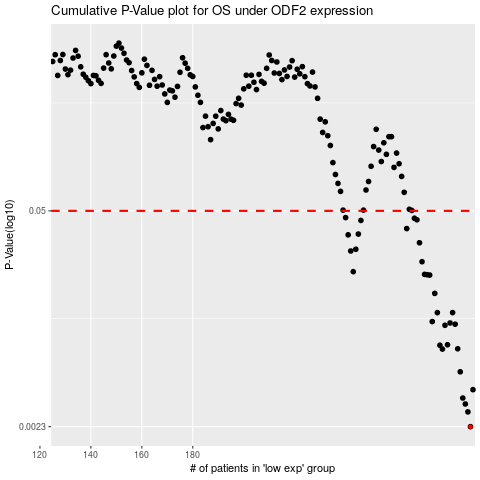 Cumulative P-Value plot for OS under ODF2 expression
P-Value(log10)
0.05
0.0023
120 140 160 180
# of patients in 'low exp' group